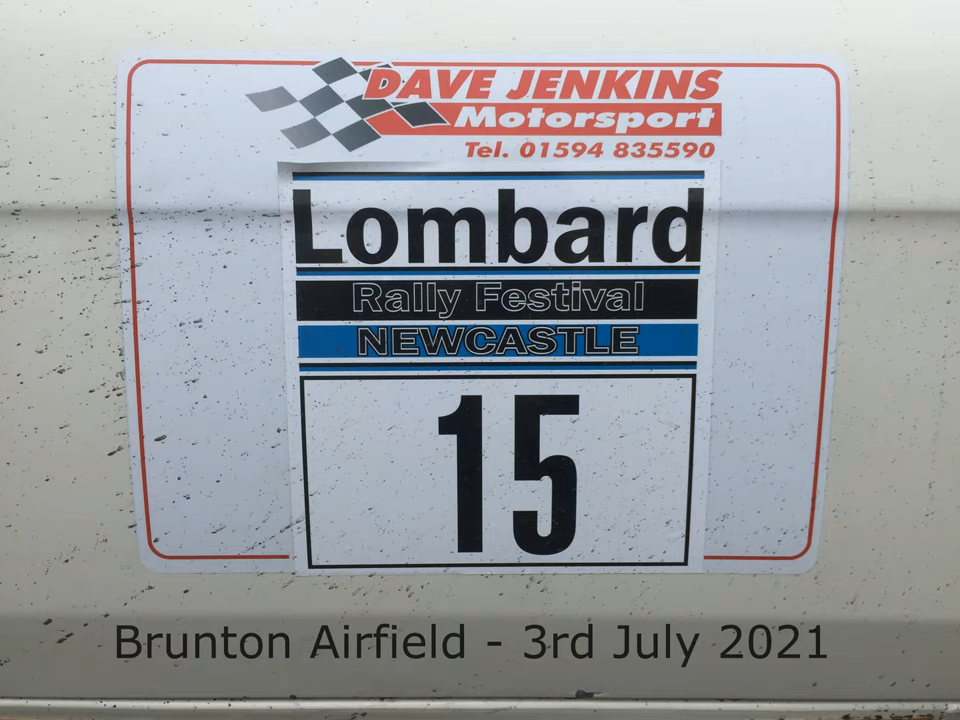 DAVE JENKINS
Motorsport
Tel. 01594 835590
Lombard
Rally Festival
NEWCASTLE
15
Brunton Airfield - 3rd July 2021